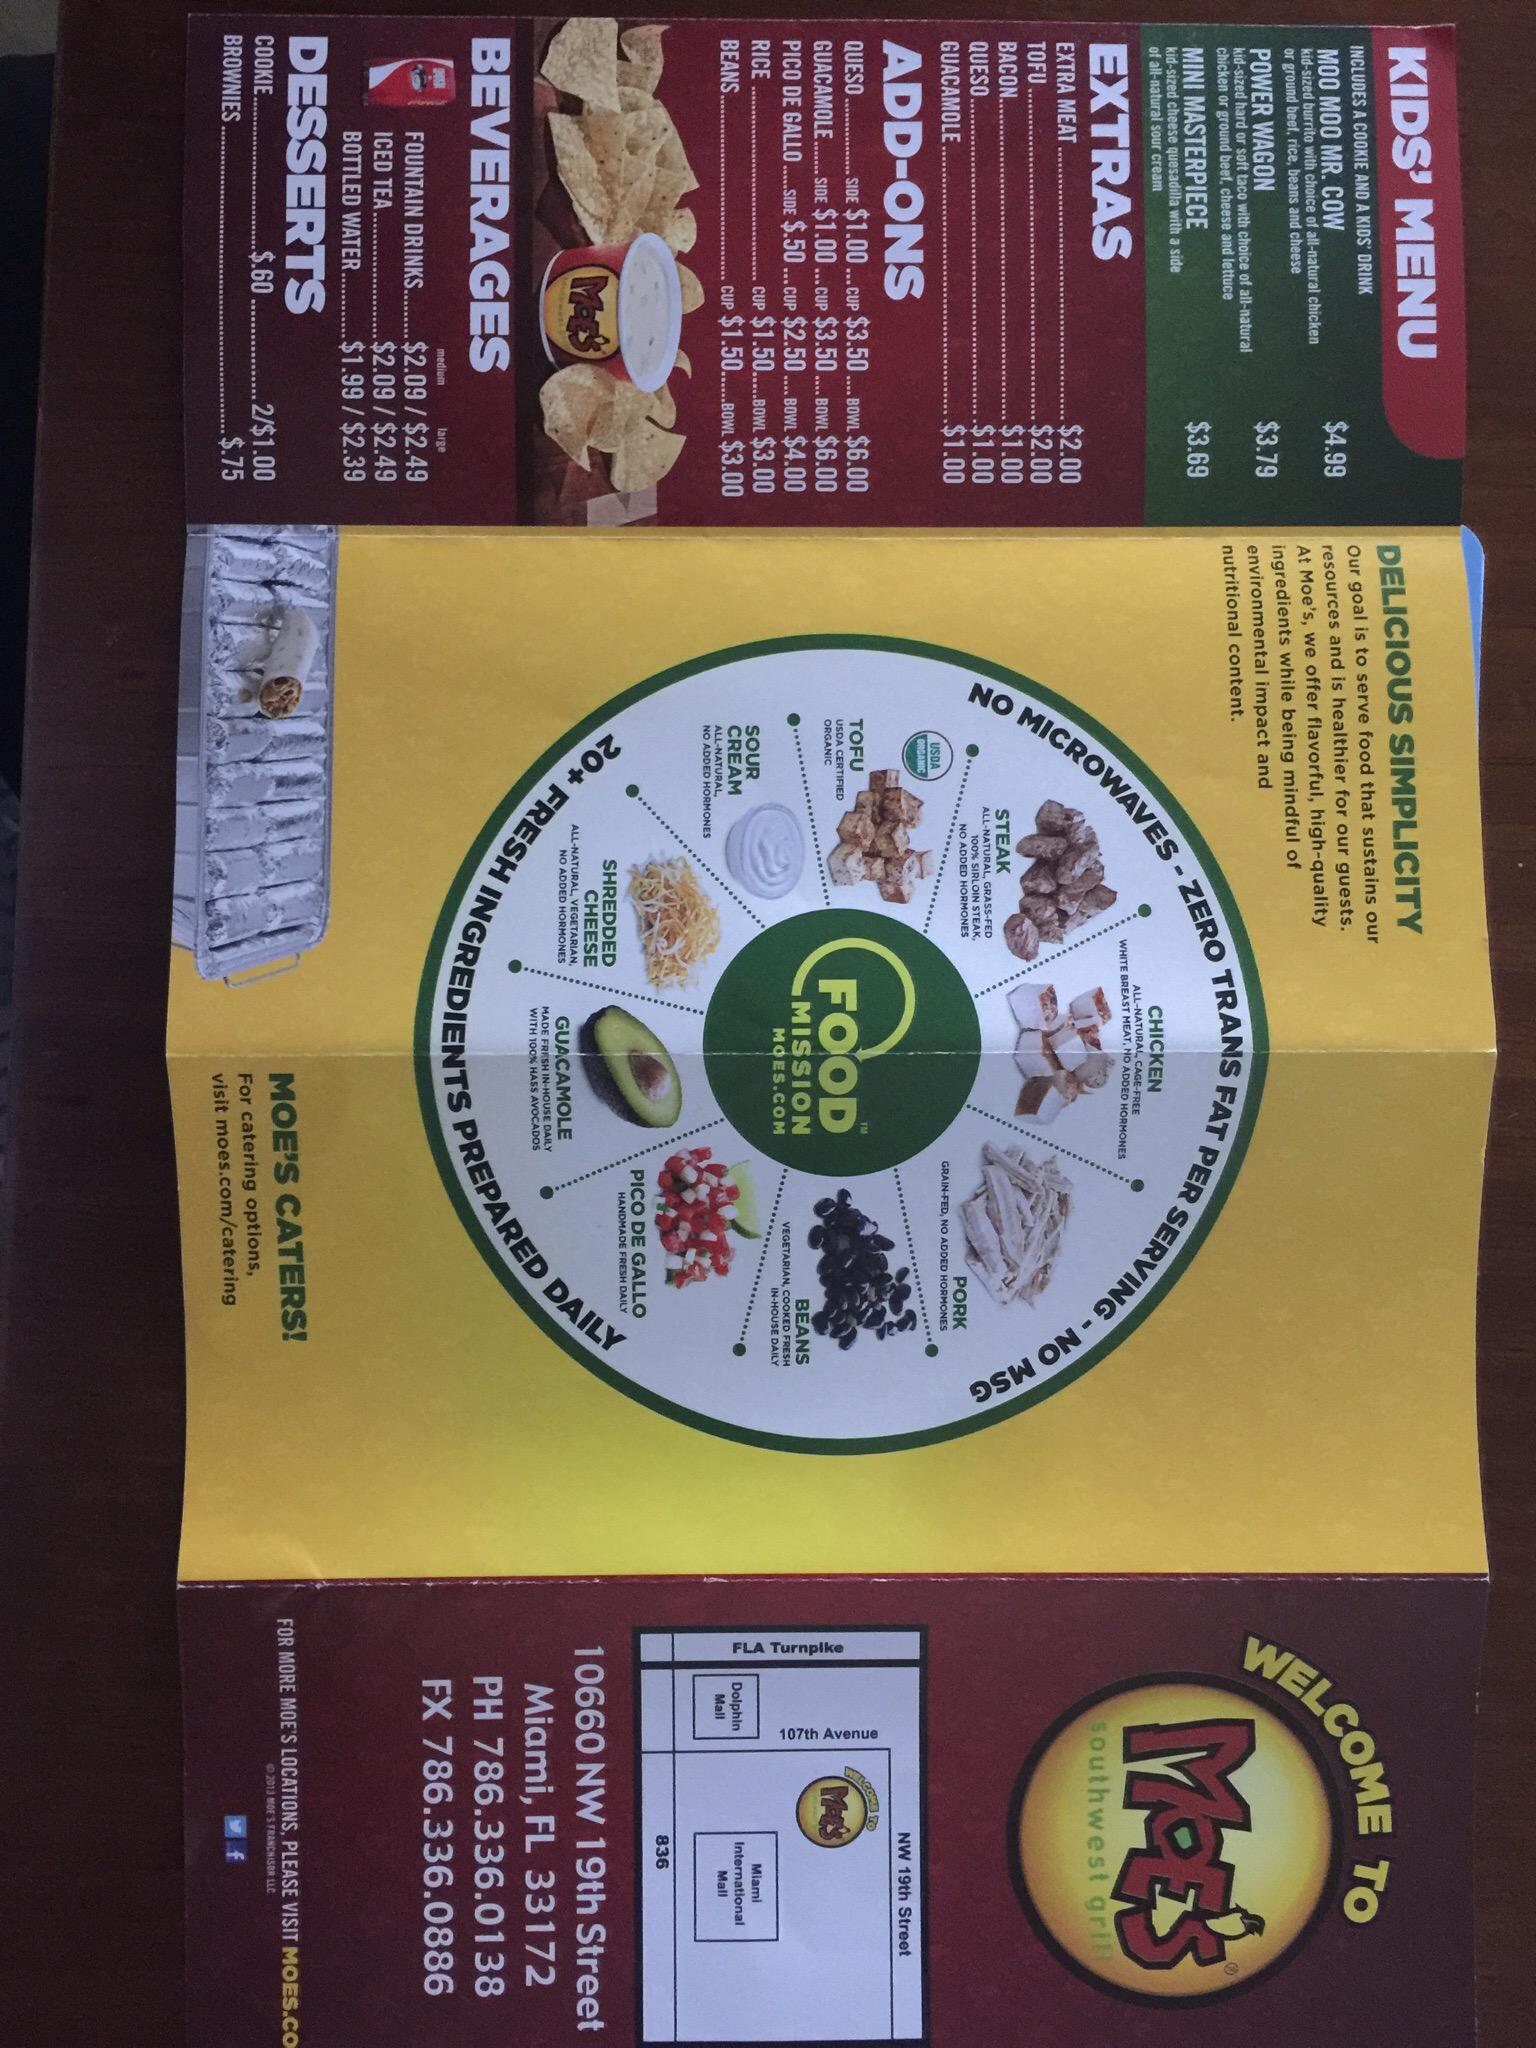 KIDS' MENU
INCLUDES A COOKIE AND A KIDS' DRINK
MOO MOO MR. COW $4.99
kid-sized burrito with choice of all-natural chicken
or ground beef, rice, beans and cheese
POWER WAGON $3.79
kid-sized hard or soft taco with choice of all-natural
chicken or ground beef, cheese and lettuce
MINI MASTERPIECE $3.69
kid-sized cheese quesadilla with a side
of all-natural sour cream
EXTRAS
EXTRA MEAT $2.00
TOFU $2.00
BACON $1.00
QUESO $1.00
GUACAMOLE $1.00
ADD-ONS
QUESO SIDE $1.00 CUP $3.50 BOWL $6.00
GUACAMOLE SIDE $1.00 CUP $3.50 BOWL $6.00
PICO DE GALLO SIDE $.50 CUP $2.50 BOWL $4.00
RICE CUP $1.50 BOWL $3.00
BEANS CUP $1.50 BOWL $3.00
MOE'S
BEVERAGES
medium large
FOUNTAIN DRINKS $2.09 / $2.49
ICED TEA $2.09 / $2.49
BOTTLED WATER $1.99 / $2.39
DESSERTS
COOKIE $.60 2/$1.00
BROWNIES $.75
DELICIOUS SIMPLICITY
Our goal is to serve food that sustains our
resources and is healthier for our guests.
At Moe's, we offer flavorful, high-quality
ingredients while being mindful of
environmental impact and
nutritional content.
NO MICROWAVES - ZERO TRANS FAT PER SERVING - NO MSG
STEAK
ALL-NATURAL, GRASS-FED
100% SIRLOIN STEAK,
NO ADDED HORMONES
CHICKEN
ALL-NATURAL, CAGE-FREE
WHITE BREAST MEAT, NO ADDED HORMONES
PORK
GRAIN-FED, NO ADDED HORMONES
USDA
ORGANIC
TOFU
USDA CERTIFIED
ORGANIC
FOOD™
MISSION
MOES.COM
BEANS
VEGETARIAN, COOKED FRESH
IN-HOUSE DAILY
SOUR
CREAM
ALL-NATURAL,
NO ADDED HORMONES
SHREDDED
CHEESE
ALL-NATURAL, VEGETARIAN,
NO ADDED HORMONES
GUACAMOLE
MADE FRESH IN-HOUSE DAILY
WITH 100% HASS AVOCADOS
PICO DE GALLO
HANDMADE FRESH DAILY
20+ FRESH INGREDIENTS PREPARED DAILY
MOE'S CATERS!
For catering options,
visit moes.com/catering
WELCOME TO
MOE'S®
southwest grill
NW 19th Street
FLA Turnpike
107th Avenue
WELCOME TO
MOE'S
Dolphin
Mall
Miami
International
Mall
836
10660 NW 19th Street
Miami, FL 33172
PH 786.336.0138
FX 786.336.0886
FOR MORE MOE'S LOCATIONS, PLEASE VISIT MOES.CO
© 2013 MOE'S FRANCHISOR LLC